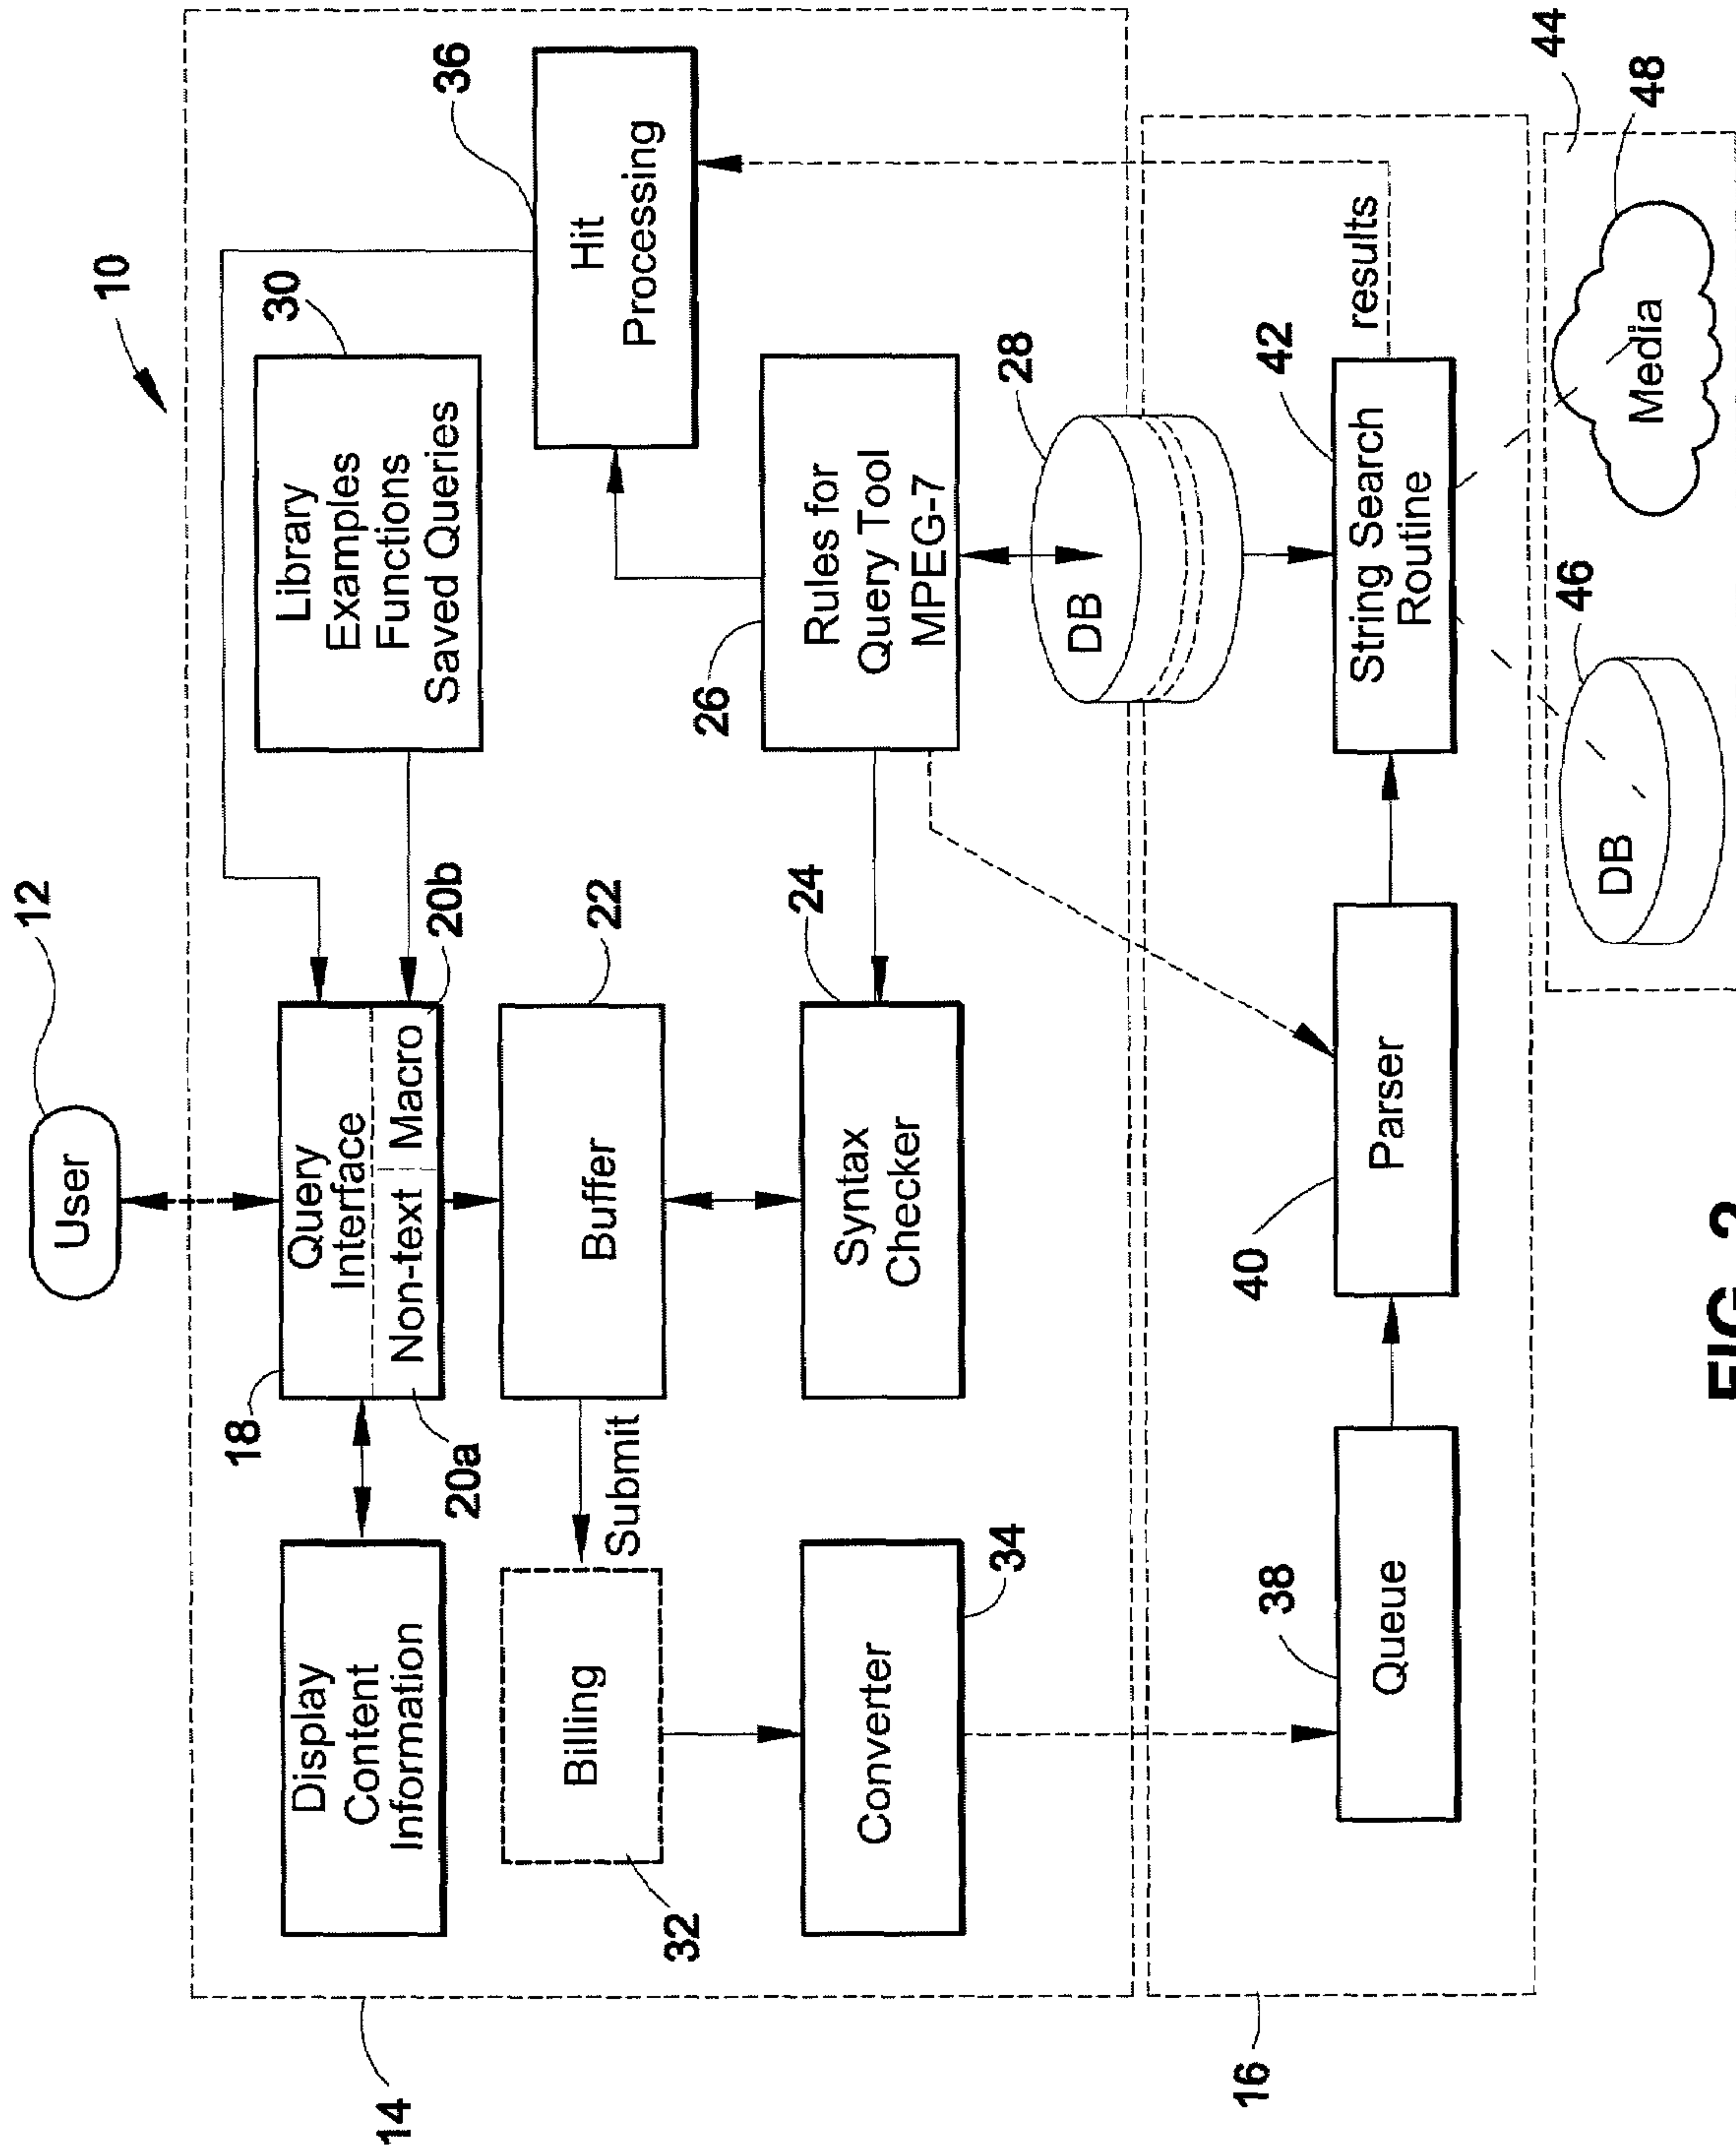 10
12
User
14
18
Display
Content
Information
Query
Interface
Non-text
Macro
20a
20b
Library
Examples
Functions
Saved Queries
30
36
Hit
Processing
Billing
32
Submit
Buffer
22
26
Rules for
Query Tool
MPEG-7
Converter
34
Syntax
Checker
24
DB
28
16
38
Queue
40
Parser
42
String Search
Routine
results
44
46
DB
48
Media
FIG.